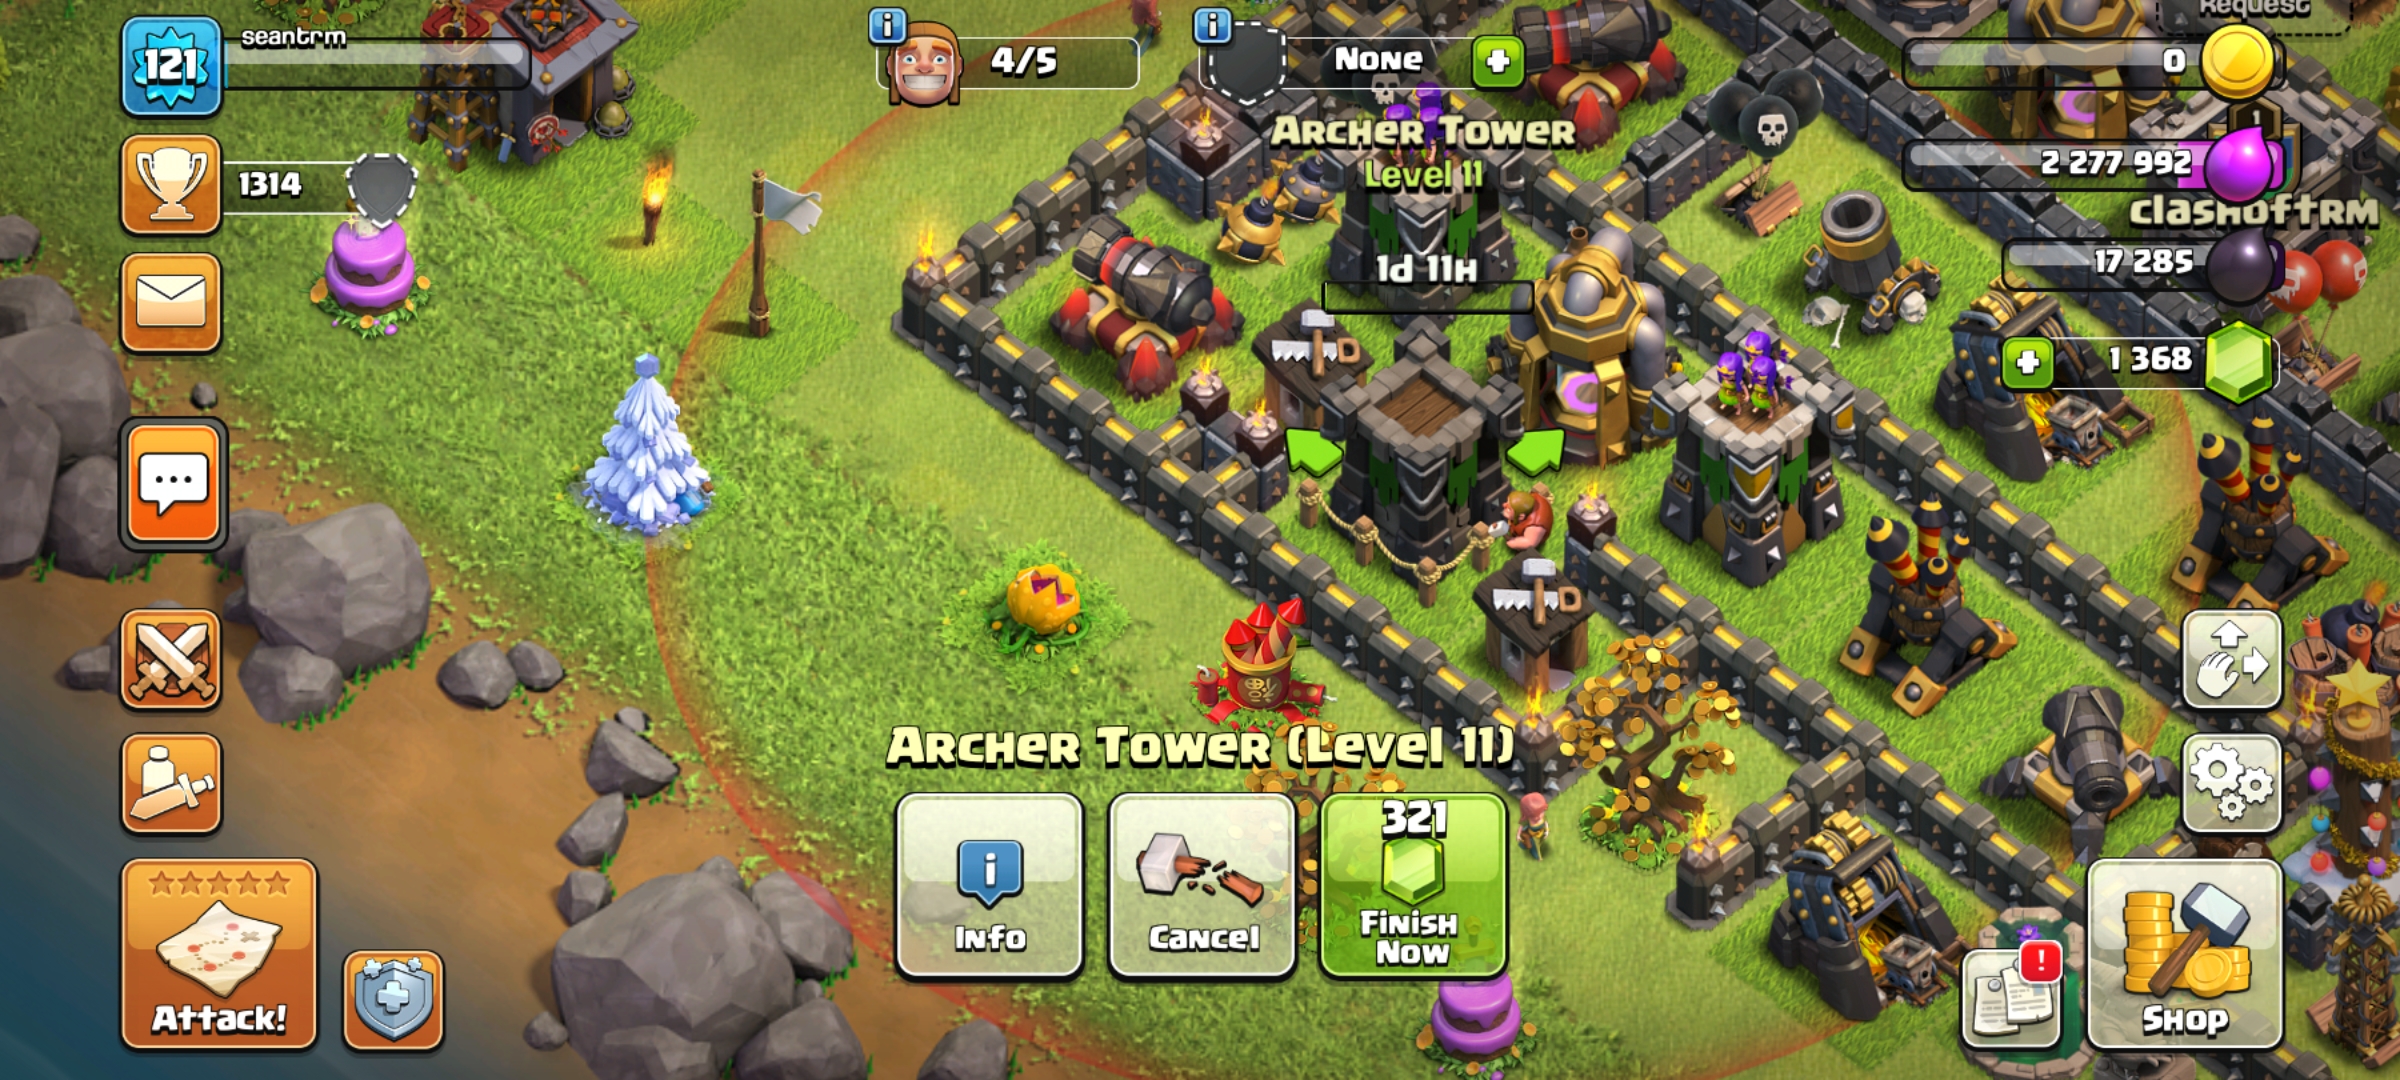 121
seantrm
1314
4/5
None
Request
0
2 277 992
clashoftRM
17 285
1 368
Archer Tower
Level 11
1d 11H
Archer Tower (Level 11)
Info
Cancel
321
Finish
Now
Attack!
!
Shop